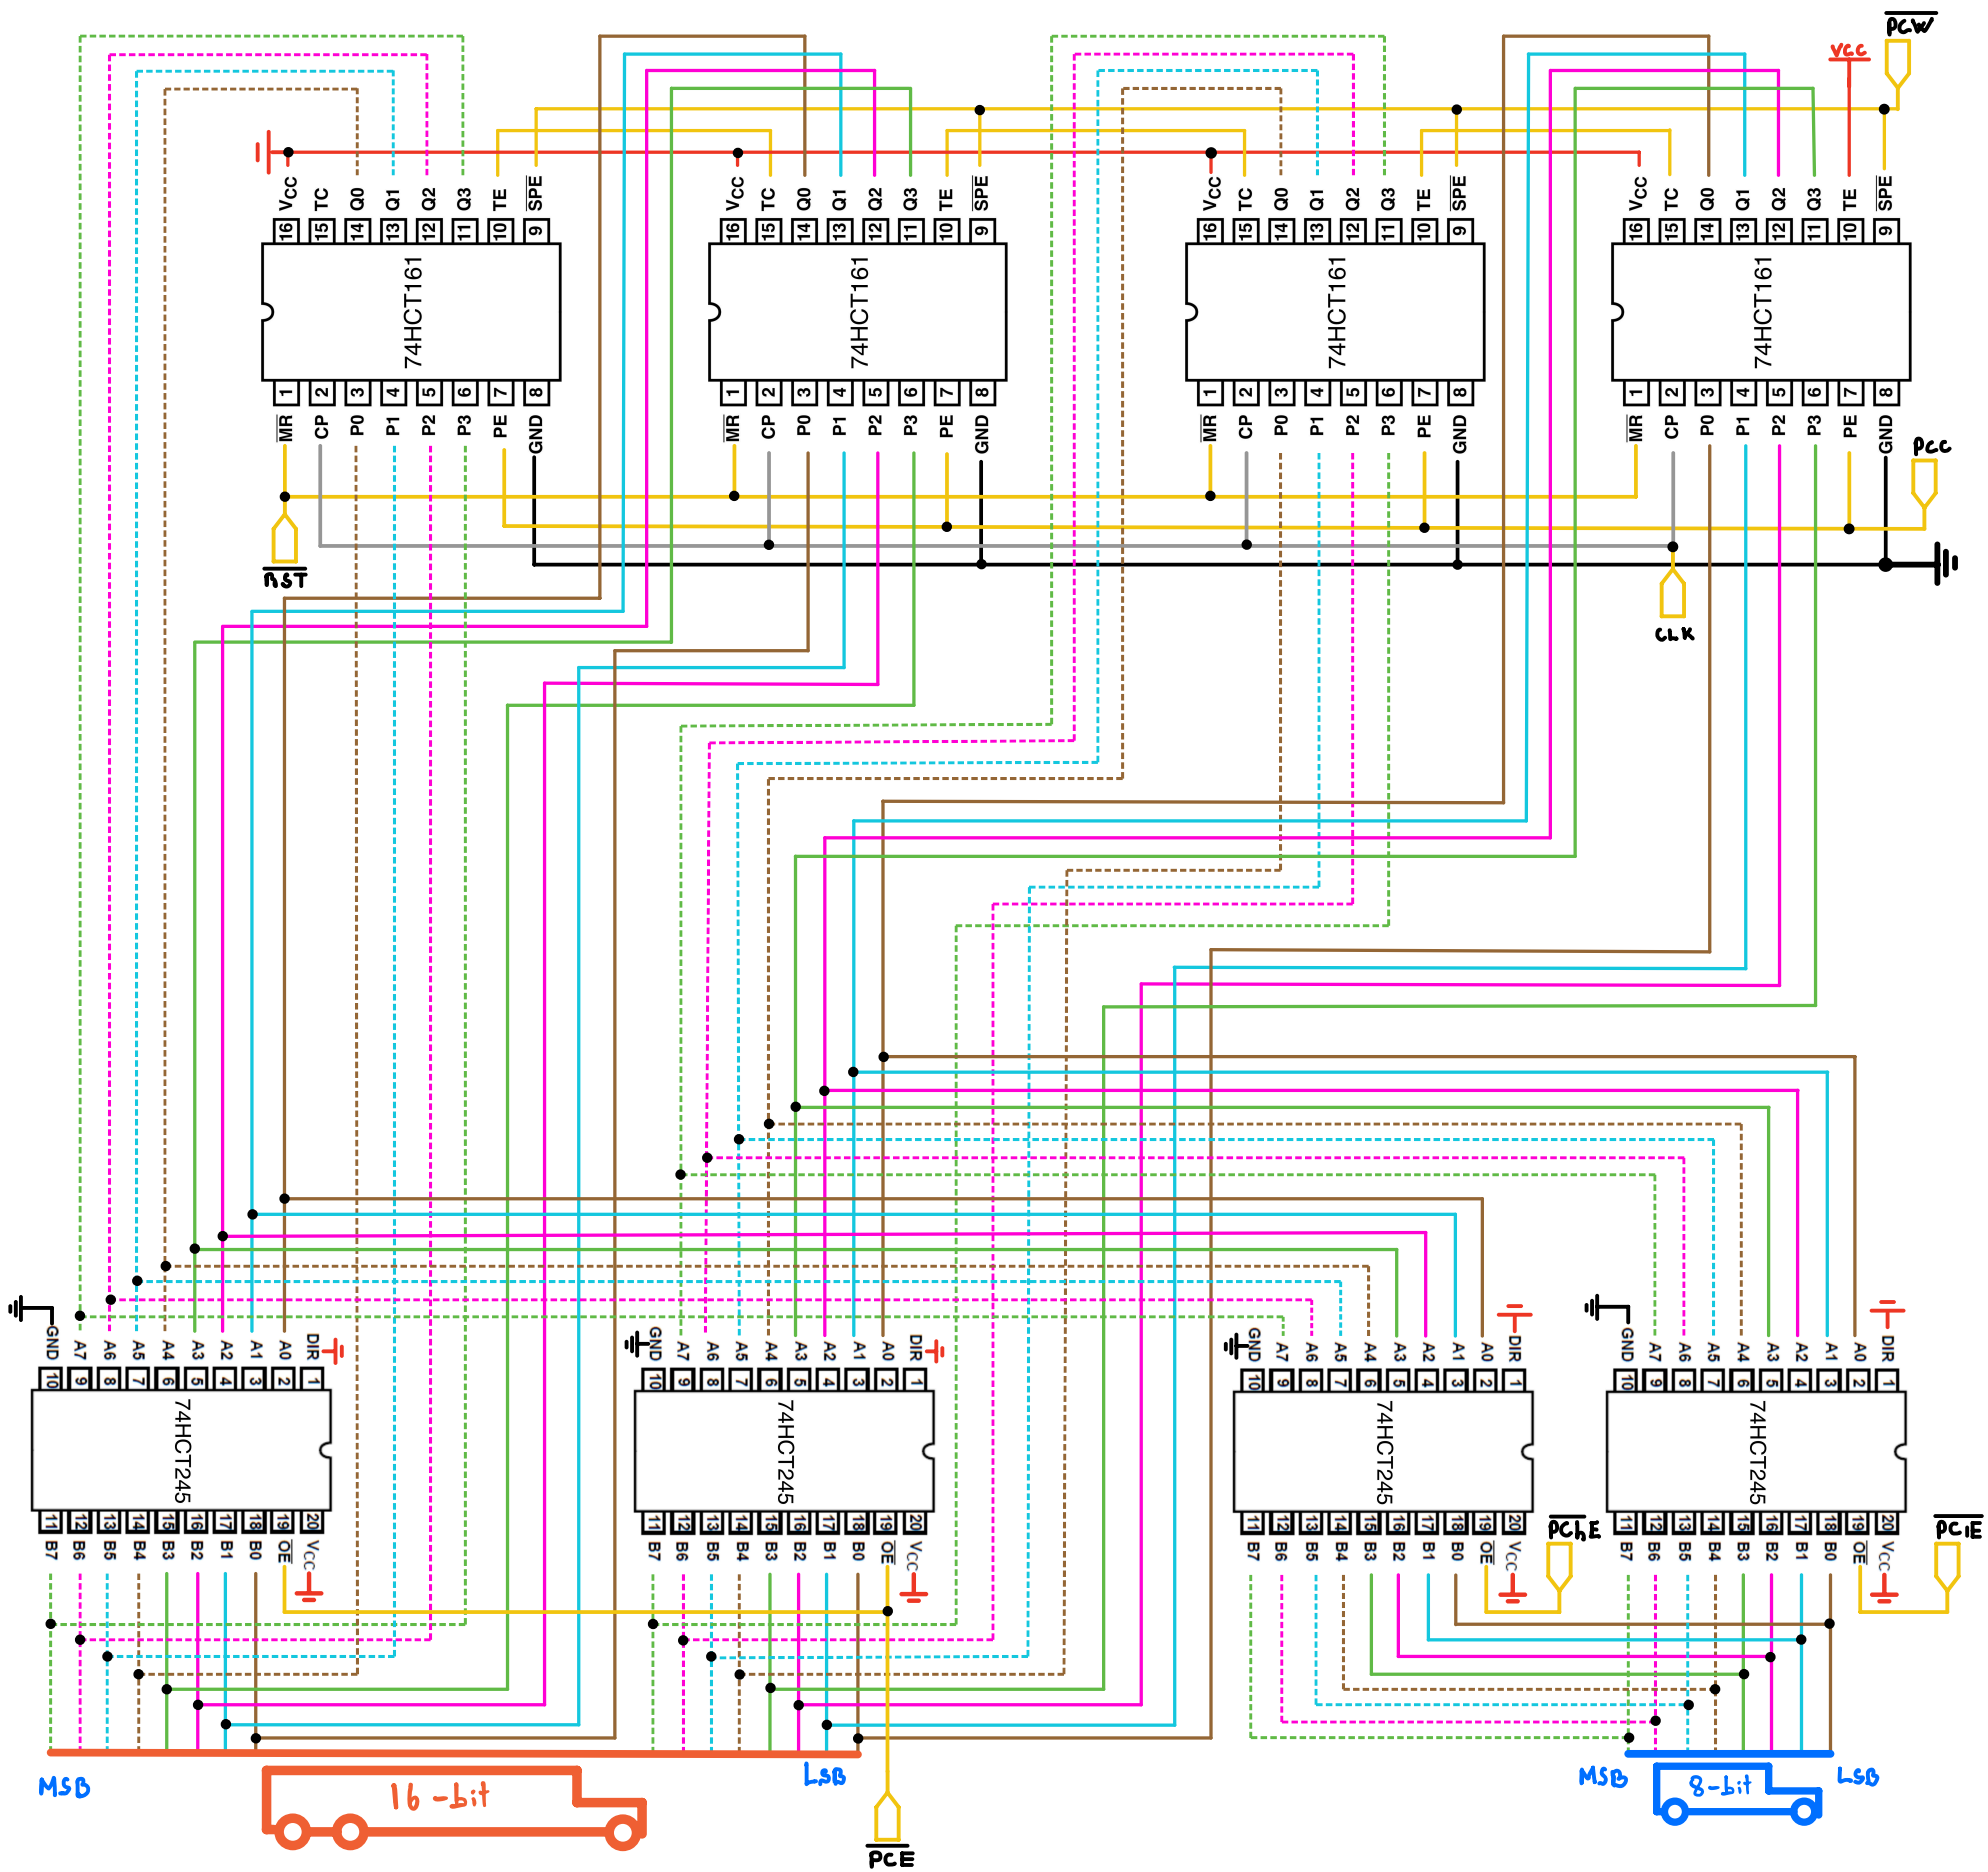 PCW
VCC
VCC TC Q0 Q1 Q2 Q3 TE SPE
16 15 14 13 12 11 10 9
74HCT161
1 2 3 4 5 6 7 8
MR CP P0 P1 P2 P3 PE GND
VCC TC Q0 Q1 Q2 Q3 TE SPE
16 15 14 13 12 11 10 9
74HCT161
1 2 3 4 5 6 7 8
MR CP P0 P1 P2 P3 PE GND
VCC TC Q0 Q1 Q2 Q3 TE SPE
16 15 14 13 12 11 10 9
74HCT161
1 2 3 4 5 6 7 8
MR CP P0 P1 P2 P3 PE GND
VCC TC Q0 Q1 Q2 Q3 TE SPE
16 15 14 13 12 11 10 9
74HCT161
1 2 3 4 5 6 7 8
MR CP P0 P1 P2 P3 PE GND
PCC
RST
CLK
GND A7 A6 A5 A4 A3 A2 A1 A0 DIR
10 9 8 7 6 5 4 3 2 1
74HCT245
11 12 13 14 15 16 17 18 19 20
B7 B6 B5 B4 B3 B2 B1 B0 OE VCC
GND A7 A6 A5 A4 A3 A2 A1 A0 DIR
10 9 8 7 6 5 4 3 2 1
74HCT245
11 12 13 14 15 16 17 18 19 20
B7 B6 B5 B4 B3 B2 B1 B0 OE VCC
GND A7 A6 A5 A4 A3 A2 A1 A0 DIR
10 9 8 7 6 5 4 3 2 1
74HCT245
11 12 13 14 15 16 17 18 19 20
B7 B6 B5 B4 B3 B2 B1 B0 OE VCC
PChE
GND A7 A6 A5 A4 A3 A2 A1 A0 DIR
10 9 8 7 6 5 4 3 2 1
74HCT245
11 12 13 14 15 16 17 18 19 20
B7 B6 B5 B4 B3 B2 B1 B0 OE VCC
PClE
MSB
16-bit
LSB
PCE
MSB
8-bit
LSB